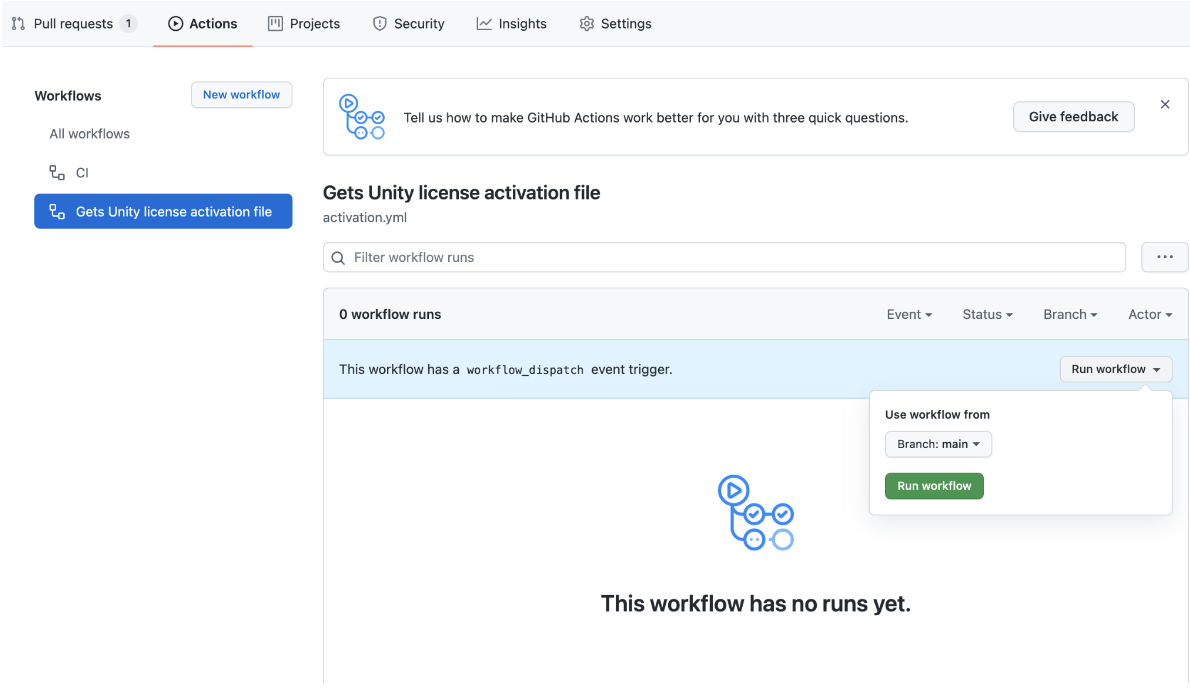 Pull requests 1 Actions Projects Security Insights Settings
Workflows New workflow
All workflows
CI
Gets Unity license activation file
Tell us how to make GitHub Actions work better for you with three quick questions. Give feedback
Gets Unity license activation file
activation.yml
Filter workflow runs
0 workflow runs Event Status Branch Actor
This workflow has a workflow_dispatch event trigger. Run workflow
Use workflow from
Branch: main
Run workflow
This workflow has no runs yet.